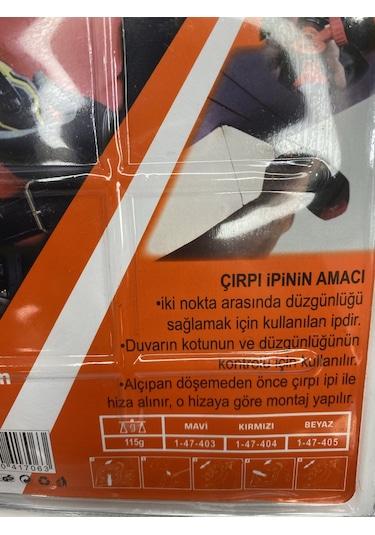 ÇIRPI İPİNİN AMACI
•iki nokta arasında düzgünlüğü
sağlamak için kullanılan ipdir.
•Duvarın kotunun ve düzgünlüğünün
kontrolü için kullanılır.
•Alçıpan döşemeden önce çırpı ipi ile
m
hiza alınır, o hizaya göre montaj yapılır.
MAVİ KIRMIZI BEYAZ
115g 1-47-403 1-47-404 1-47-405
0417063